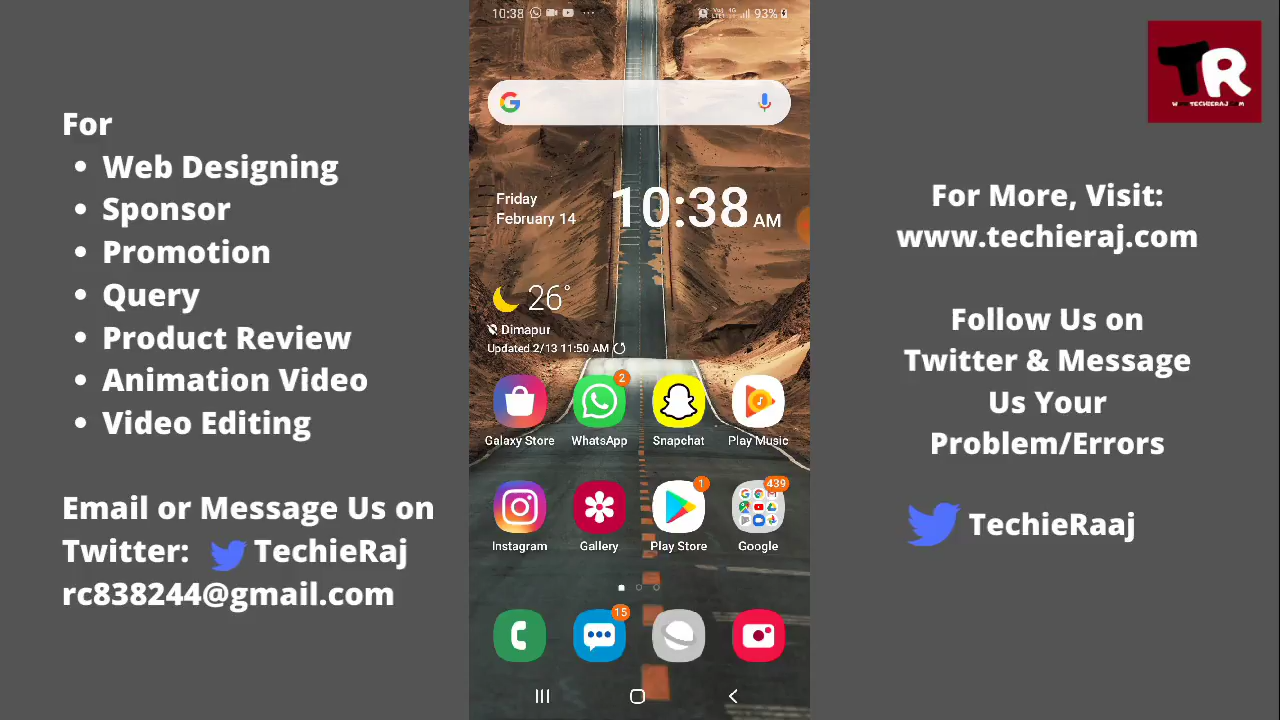 For
Web Designing
Sponsor
Promotion
Query
Product Review
Animation Video
Video Editing
Email or Message Us on
Twitter: TechieRaj
rc838244@gmail.com
10:38
93%
Friday
February 14
10:38 AM
26°
Dimapur
Updated 2/13 11:50 AM
2
Galaxy Store WhatsApp Snapchat Play Music
1 439
Instagram Gallery Play Store Google
15
TR
WWW.TECHIERAJ.COM
For More, Visit:
www.techieraj.com
Follow Us on
Twitter & Message
Us Your
Problem/Errors
TechieRaaj